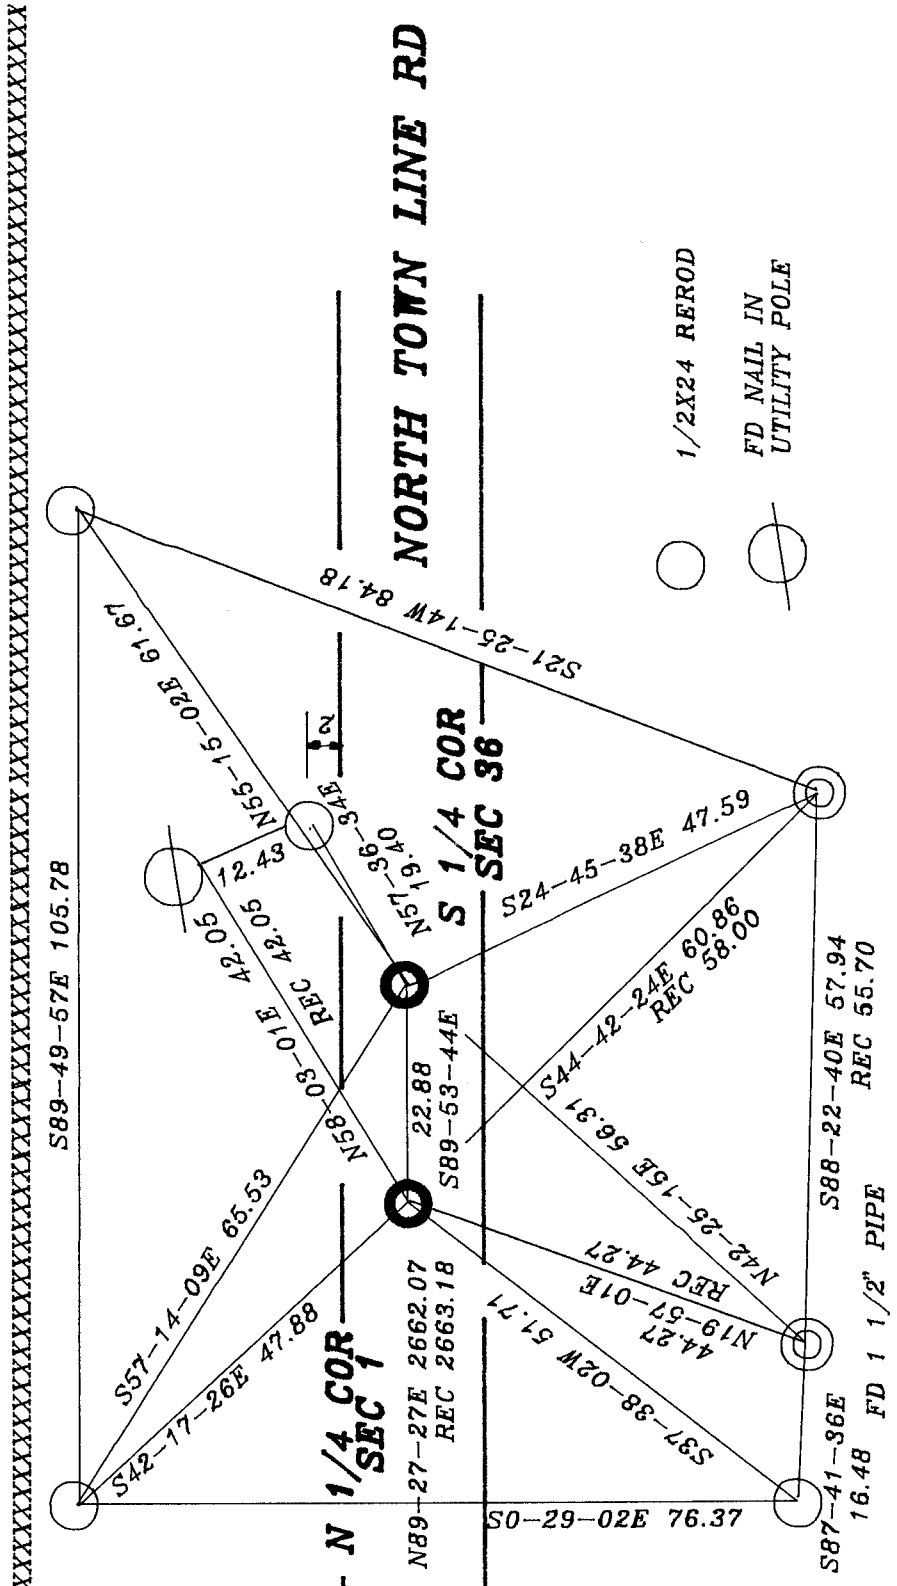 S89-49-57E 105.78
N55-15-02E 61.67
12.43
N58-03-01E 42.05
REC 42.05
S57-14-09E 65.53
S42-17-26E 47.88
2
N57-36-34E
19.40
NORTH TOWN LINE RD
S21-25-14W 84.18
N 1/4 COR
SEC 1
S 1/4 COR
SEC 36
22.88
S89-53-44E
N89-27-27E 2662.07
REC 2663.18
S24-45-38E 47.59
S44-42-24E 60.86
REC 58.00
N42-25-15E 56.31
REC 44.27
N19-57-01E
44.27
S37-38-02W 51.71
S0-29-02E 76.37
S88-22-40E 57.94
REC 55.70
S87-41-36E
16.48 FD 1 1/2" PIPE
1/2X24 REROD
FD NAIL IN
UTILITY POLE